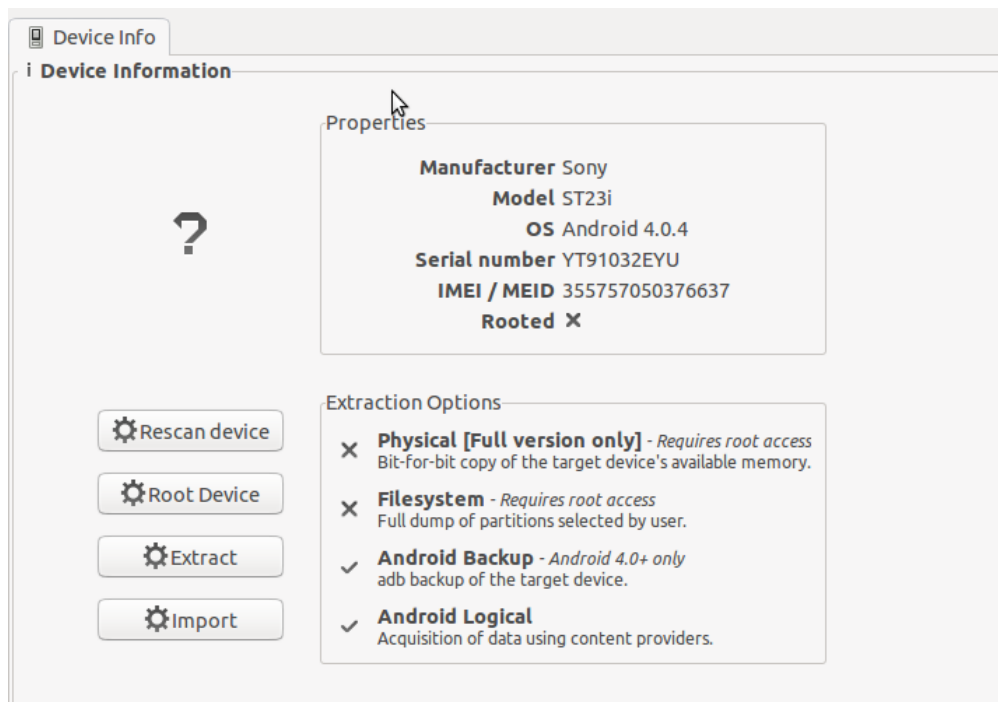 Device Info
i Device Information
Properties
Manufacturer Sony
Model ST23i
OS Android 4.0.4
Serial number YT91032EYU
IMEI / MEID 355757050376637
Rooted ✕
?
Rescan device
Root Device
Extract
Import
Extraction Options
Physical [Full version only] - Requires root access
Bit-for-bit copy of the target device's available memory.
Filesystem - Requires root access
Full dump of partitions selected by user.
Android Backup - Android 4.0+ only
adb backup of the target device.
Android Logical
Acquisition of data using content providers.